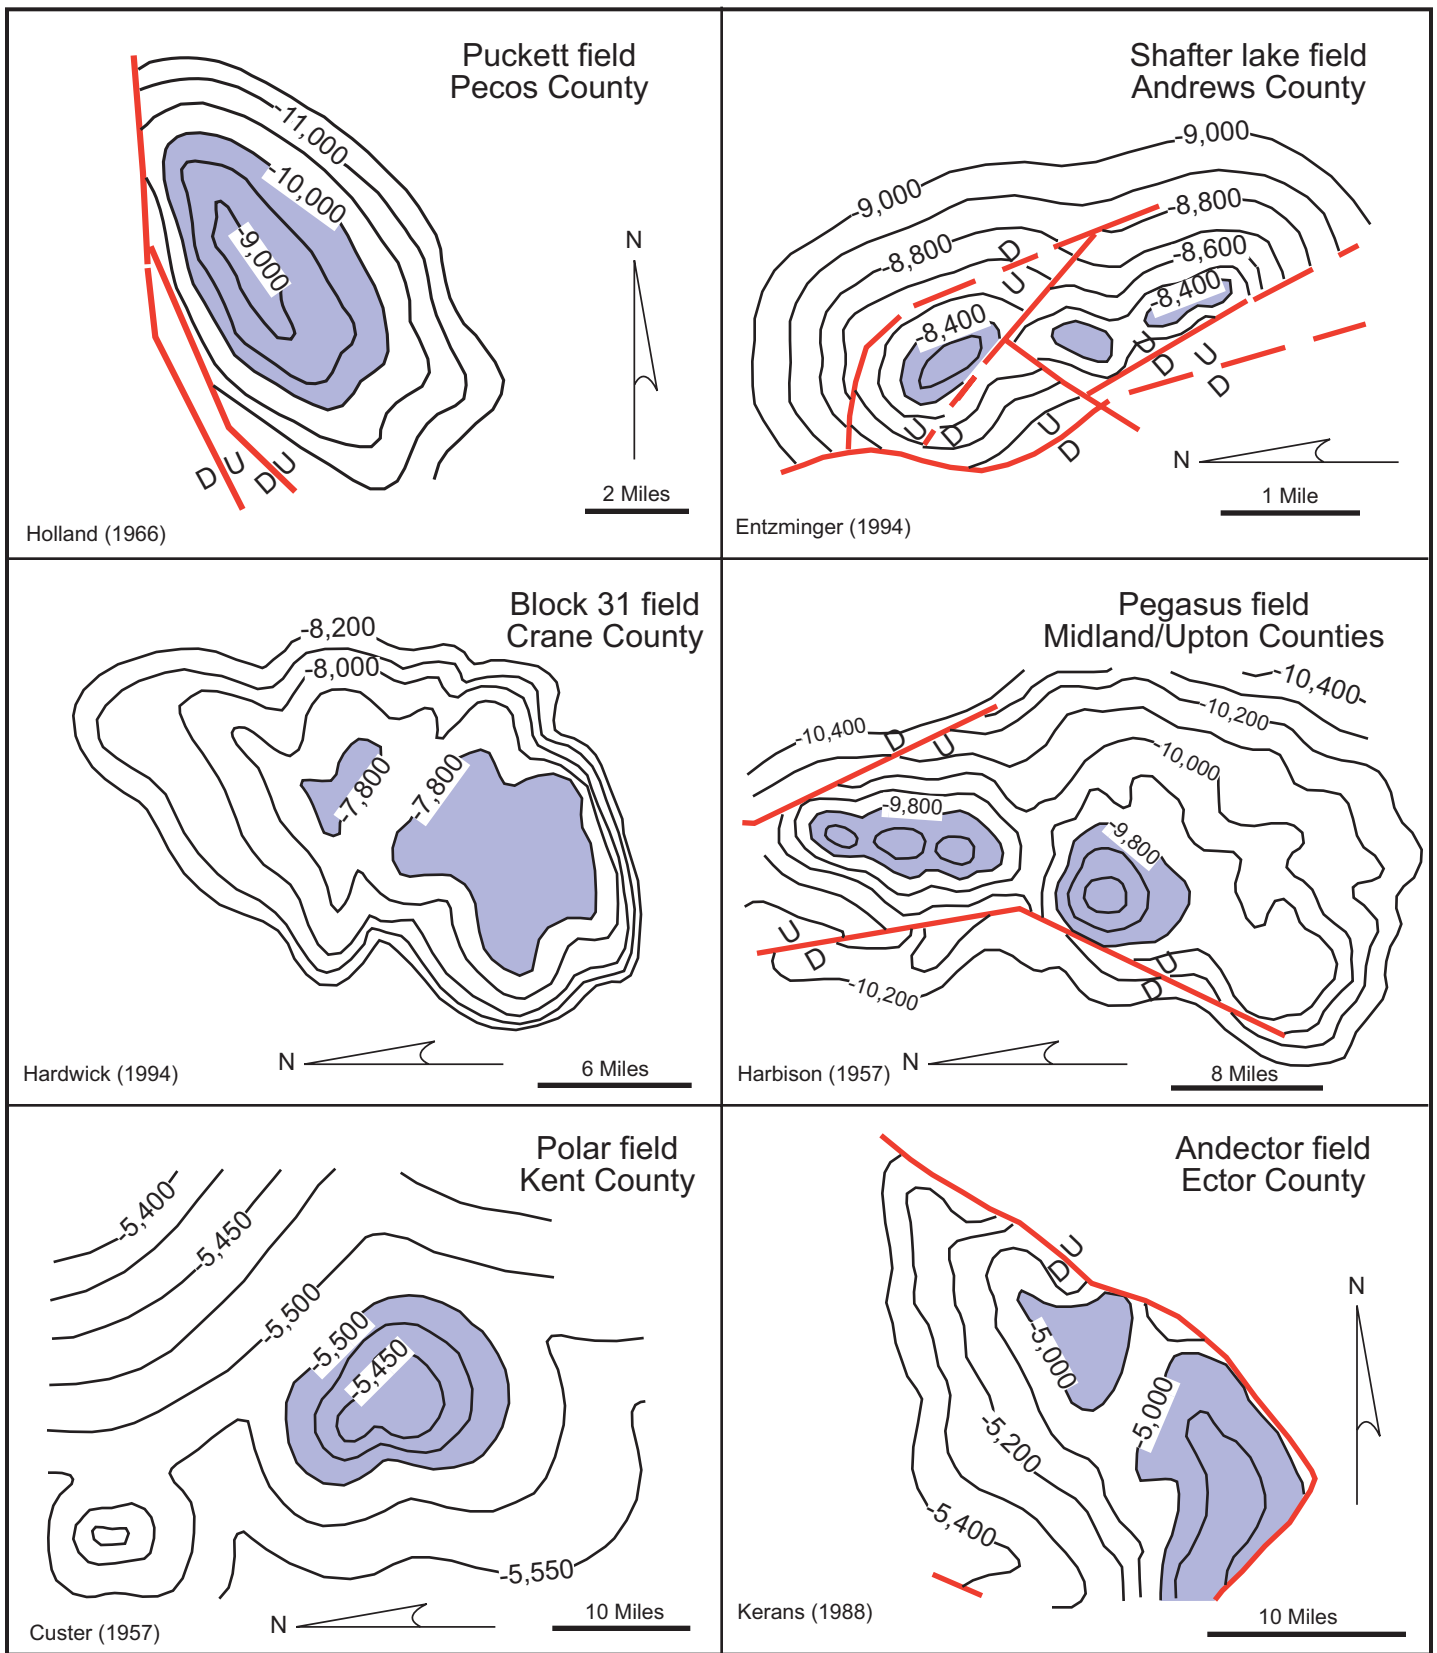 Puckett field
Pecos County
-11,000
-10,000
-9,000
N
D
U
D
U
2 Miles
Holland (1966)
Shafter lake field
Andrews County
-9,000
-9,000
-8,800
-8,800
-8,600
-8,400
-8,400
D
U
U
D
U
D
U
D
U
D
N
1 Mile
Entzminger (1994)
Block 31 field
Crane County
-8,200
-8,000
-7,800
-7,800
N
6 Miles
Hardwick (1994)
Pegasus field
Midland/Upton Counties
-10,400
-10,400
-10,200
-10,000
-9,800
-9,800
D
U
U
D
U
D
-10,200
N
8 Miles
Harbison (1957)
Polar field
Kent County
-5,400
-5,450
-5,500
-5,500
-5,450
-5,550
N
10 Miles
Custer (1957)
Andector field
Ector County
U
D
N
-5,000
-5,000
-5,200
-5,400
10 Miles
Kerans (1988)